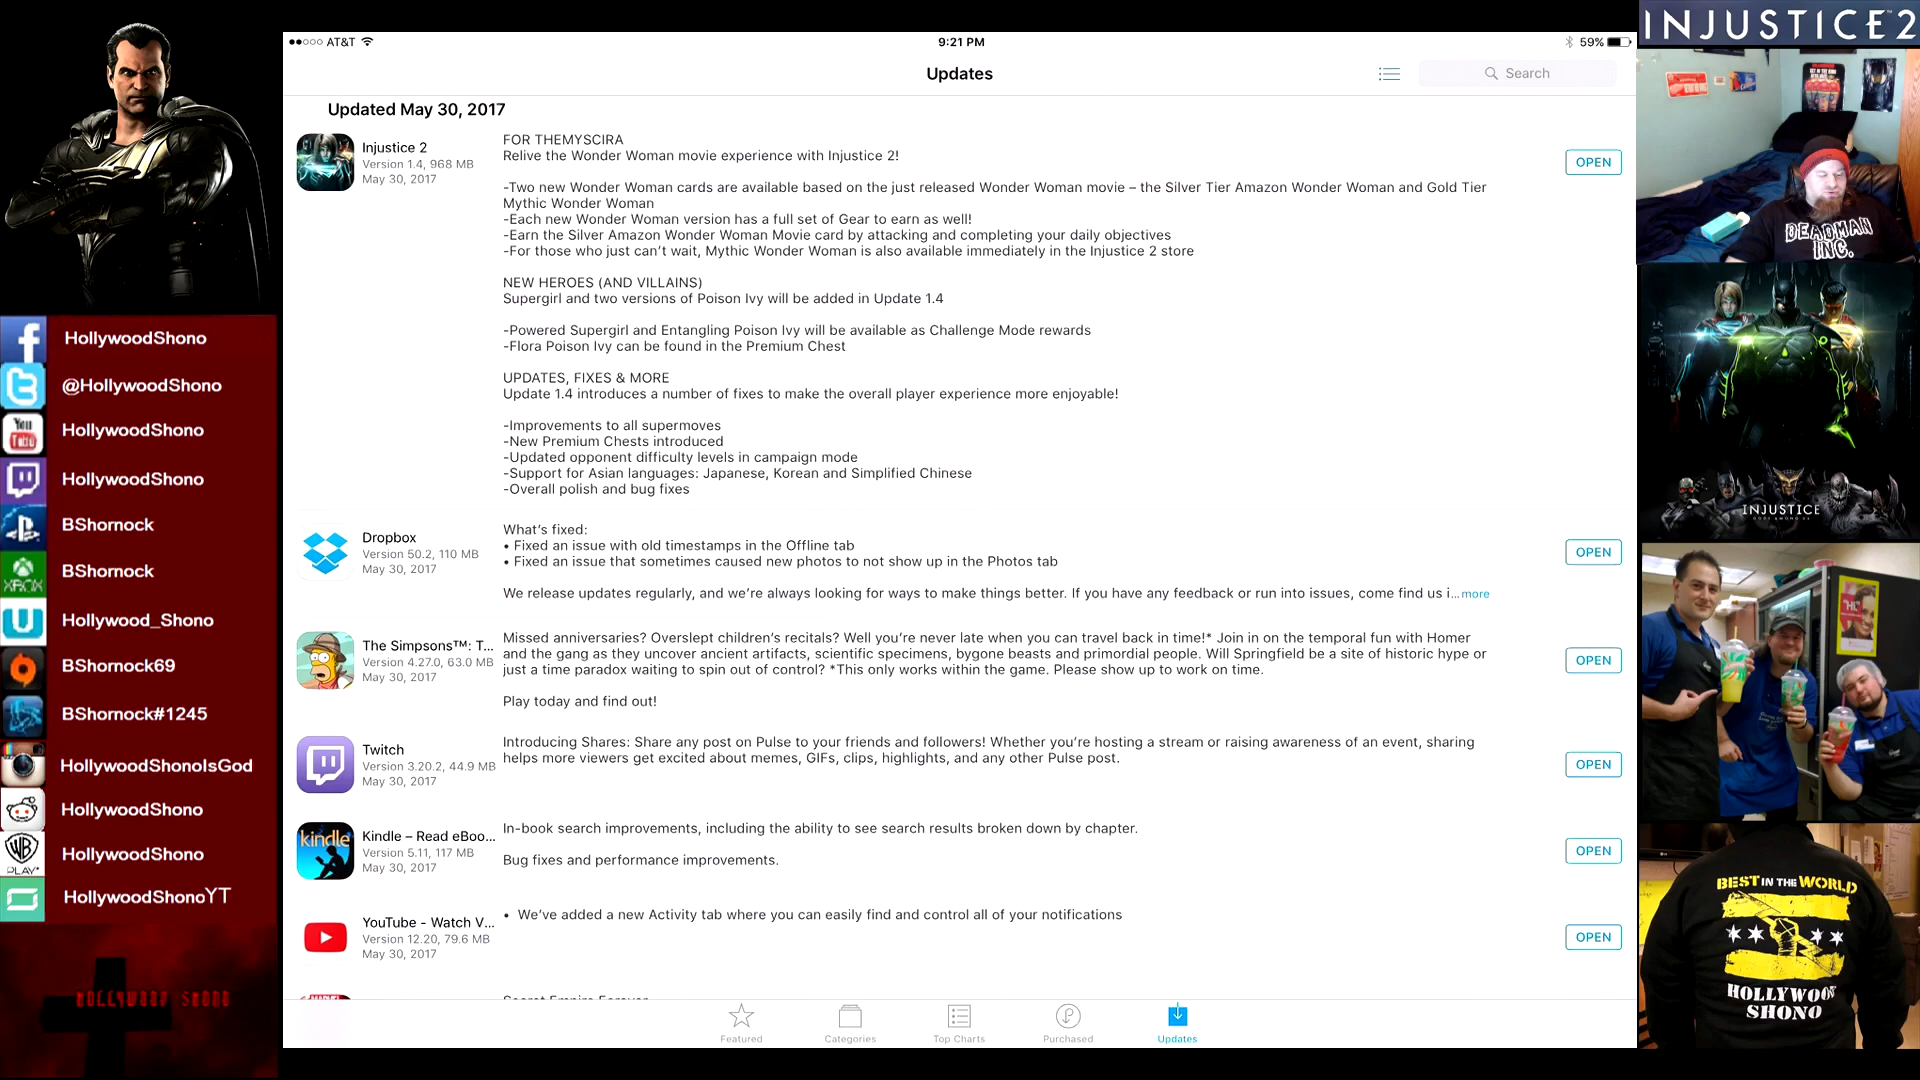 AT&T
9:21 PM
59%
Updates
Search
Updated May 30, 2017
Injustice 2
Version 1.4, 968 MB
May 30, 2017
FOR THEMYSCIRA
Relive the Wonder Woman movie experience with Injustice 2!
-Two new Wonder Woman cards are available based on the just released Wonder Woman movie – the Silver Tier Amazon Wonder Woman and Gold Tier
Mythic Wonder Woman
-Each new Wonder Woman version has a full set of Gear to earn as well!
-Earn the Silver Amazon Wonder Woman Movie card by attacking and completing your daily objectives
-For those who just can’t wait, Mythic Wonder Woman is also available immediately in the Injustice 2 store
NEW HEROES (AND VILLAINS)
Supergirl and two versions of Poison Ivy will be added in Update 1.4
-Powered Supergirl and Entangling Poison Ivy will be available as Challenge Mode rewards
-Flora Poison Ivy can be found in the Premium Chest
UPDATES, FIXES & MORE
Update 1.4 introduces a number of fixes to make the overall player experience more enjoyable!
-Improvements to all supermoves
-New Premium Chests introduced
-Updated opponent difficulty levels in campaign mode
-Support for Asian languages: Japanese, Korean and Simplified Chinese
-Overall polish and bug fixes
OPEN
Dropbox
Version 50.2, 110 MB
May 30, 2017
What’s fixed:
• Fixed an issue with old timestamps in the Offline tab
• Fixed an issue that sometimes caused new photos to not show up in the Photos tab
We release updates regularly, and we’re always looking for ways to make things better. If you have any feedback or run into issues, come find us i... more
OPEN
The Simpsons™: T...
Version 4.27.0, 63.0 MB
May 30, 2017
Missed anniversaries? Overslept children’s recitals? Well you’re never late when you can travel back in time!* Join in on the temporal fun with Homer
and the gang as they uncover ancient artifacts, scientific specimens, bygone beasts and primordial people. Will Springfield be a site of historic hype or
just a time paradox waiting to spin out of control? *This only works within the game. Please show up to work on time.
Play today and find out!
OPEN
Twitch
Version 3.20.2, 44.9 MB
May 30, 2017
Introducing Shares: Share any post on Pulse to your friends and followers! Whether you’re hosting a stream or raising awareness of an event, sharing
helps more viewers get excited about memes, GIFs, clips, highlights, and any other Pulse post.
OPEN
kindle
Kindle – Read eBoo...
Version 5.11, 117 MB
May 30, 2017
In-book search improvements, including the ability to see search results broken down by chapter.
Bug fixes and performance improvements.
OPEN
YouTube - Watch V...
Version 12.20, 79.6 MB
May 30, 2017
• We’ve added a new Activity tab where you can easily find and control all of your notifications
OPEN
Featured
Categories
Top Charts
Purchased
Updates
HollywoodShono
@HollywoodShono
You
Tube
HollywoodShono
HollywoodShono
BShornock
XBOX
BShornock
Hollywood_Shono
BShornock69
BShornock#1245
HollywoodShonoIsGod
HollywoodShono
WB
PLAY
HollywoodShono
HollywoodShonoYT
HOLLYWOOD SHONO
INJUSTICE 2
DEADMAN
INC.
INJUSTICE
GODS AMONG US
"HI."
BEST IN THE WORLD
HOLLYWOOD
SHONO